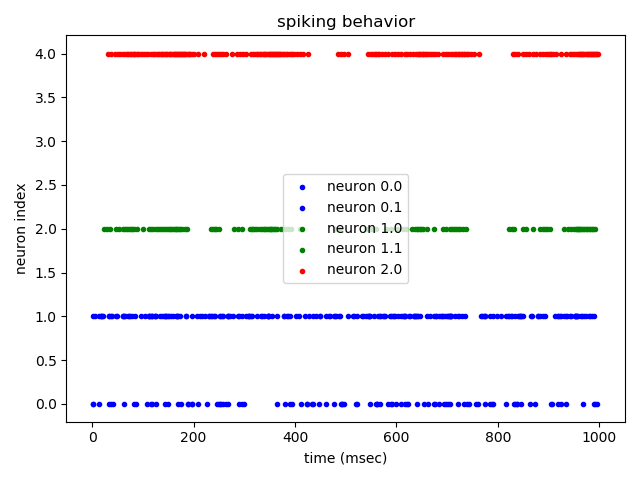 spiking behavior
4.0
3.5
3.0
2.5
2.0
1.5
1.0
0.5
0.0
neuron index
neuron 0.0
neuron 0.1
neuron 1.0
neuron 1.1
neuron 2.0
0 200 400 600 800 1000
time (msec)